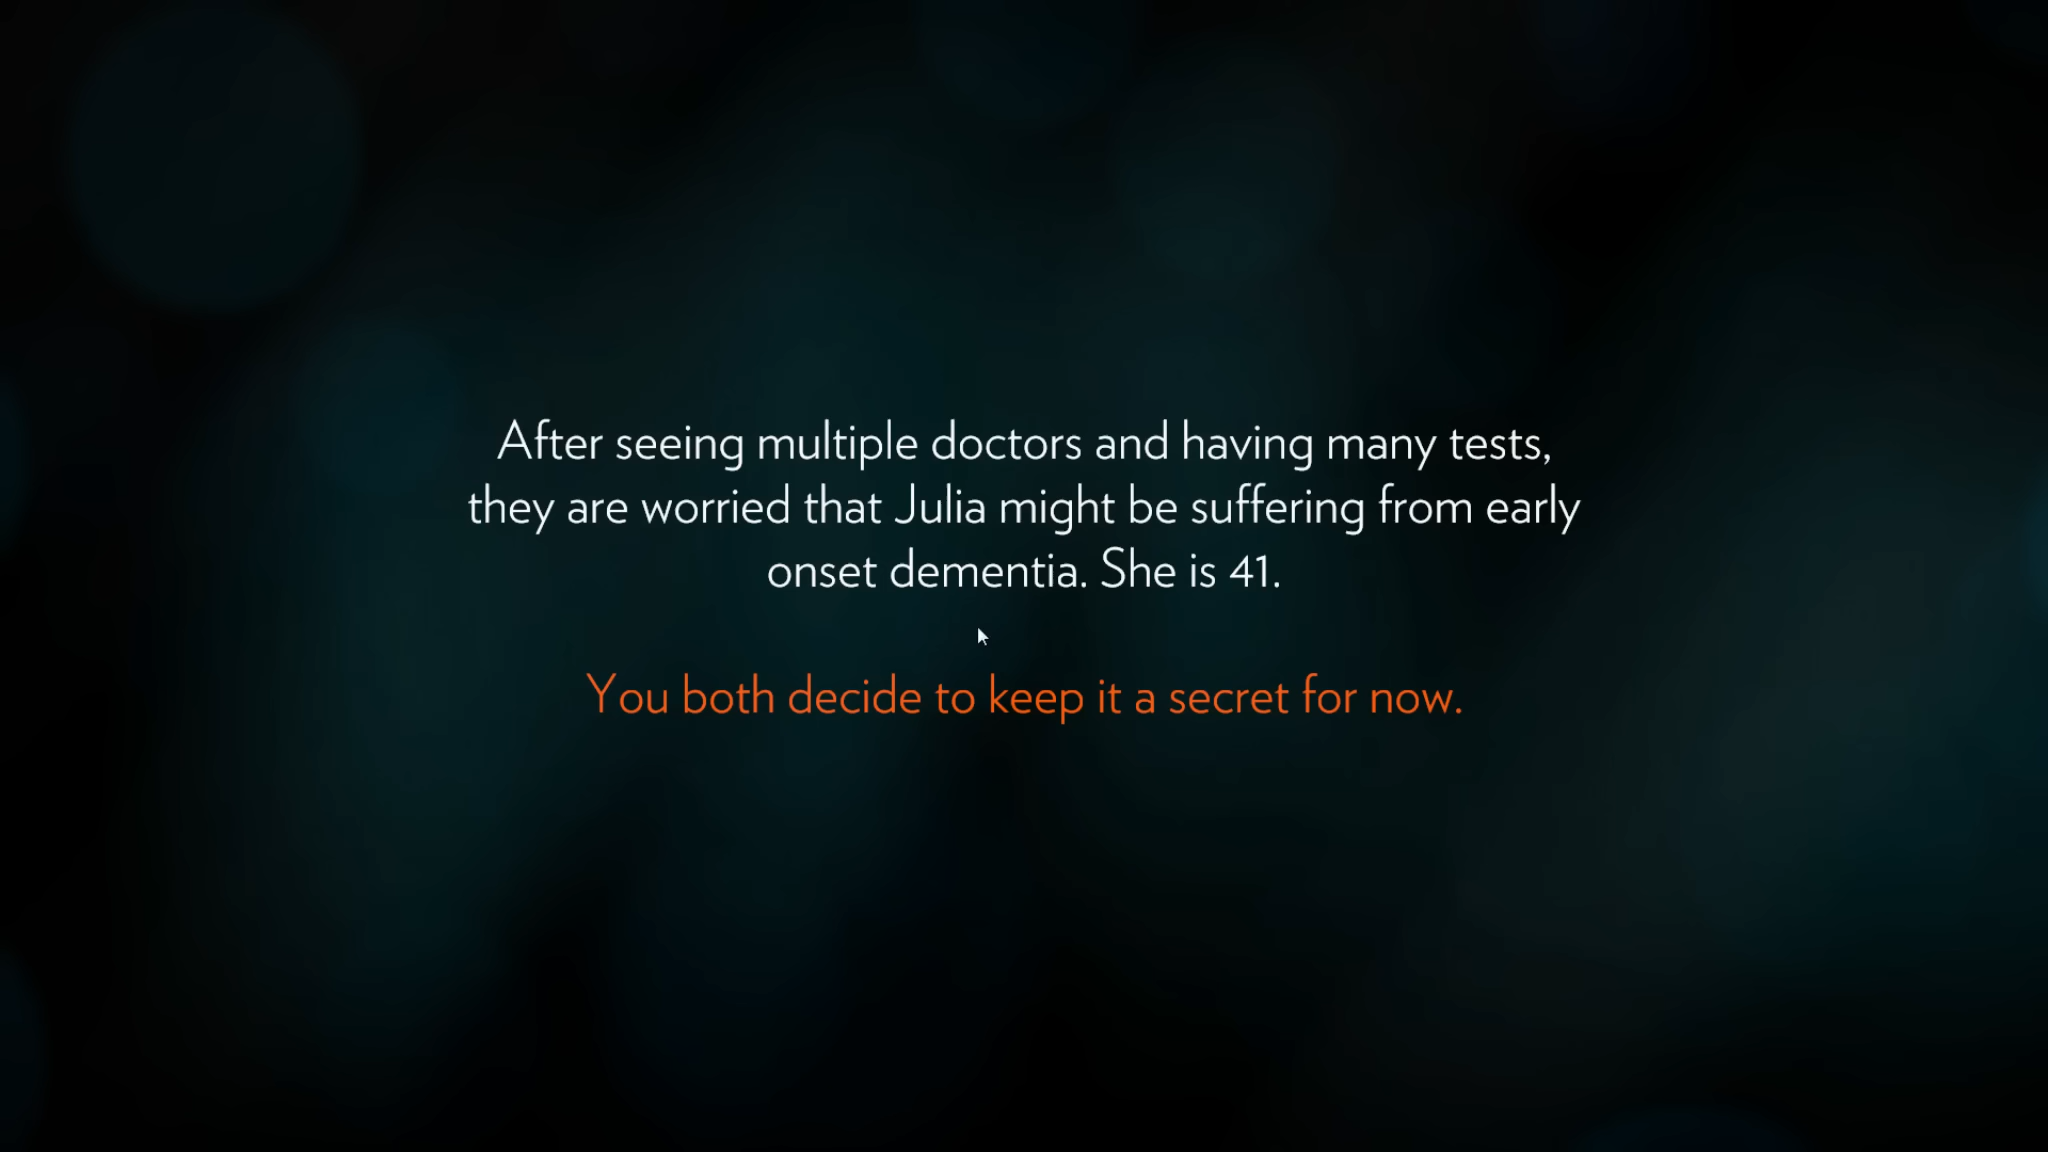 After seeing multiple doctors and having many tests,
they are worried that Julia might be suffering from early
onset dementia. She is 41.
You both decide to keep it a secret for now.